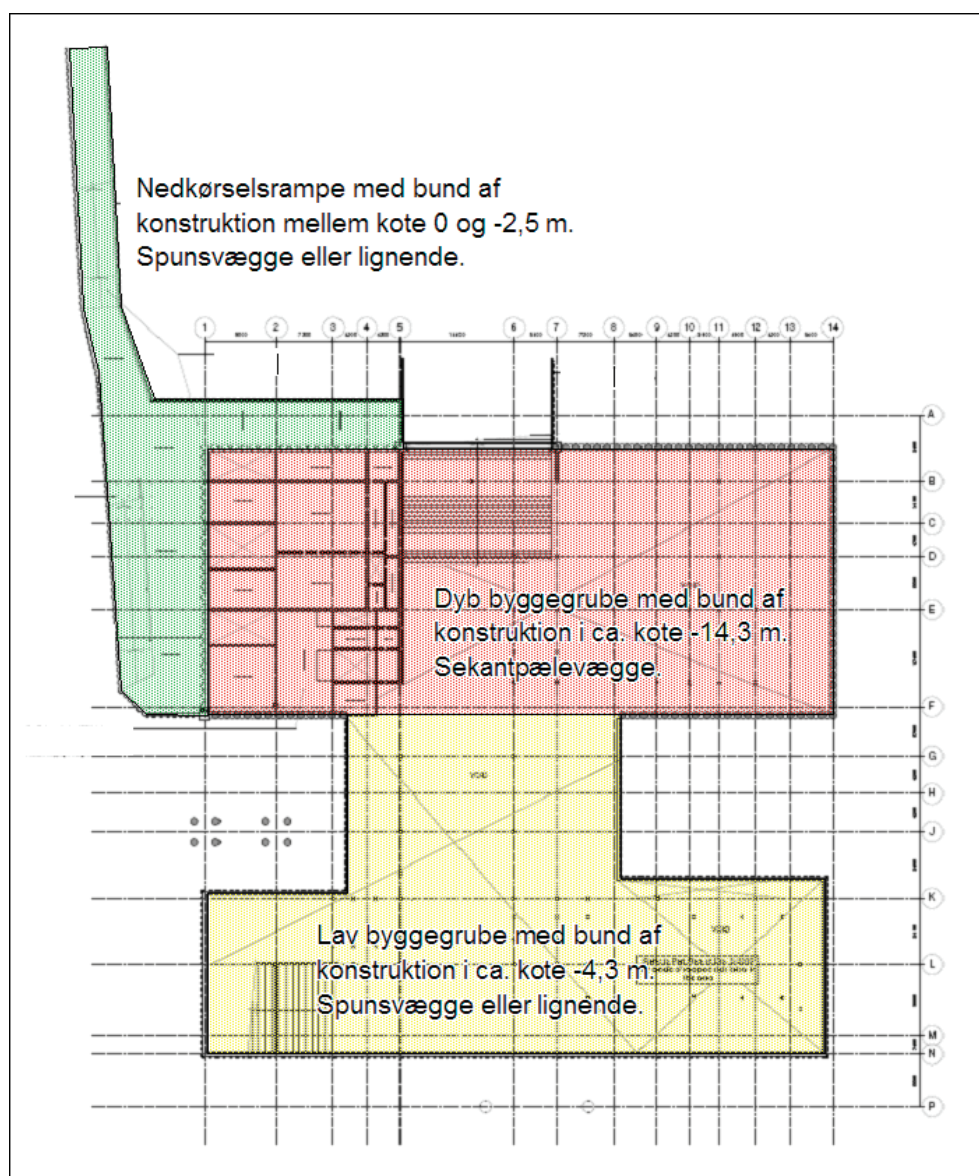 Nedkørselsrampe med bund af
konstruktion mellem kote 0 og -2,5 m.
Spunsvægge eller lignende.
1 2 3 4 5 6 7 8 9 10 11 12 13 14
A
B
C
D
Dyb byggegrube med bund af
E
konstruktion i ca. kote -14,3 m.
Sekantpælevægge.
F
G
VOID
H
J
K
VOID
Lav byggegrube med bund af
konstruktion i ca. kote -4,3 m.
L
Spunsvægge eller lignende.
M
N
P